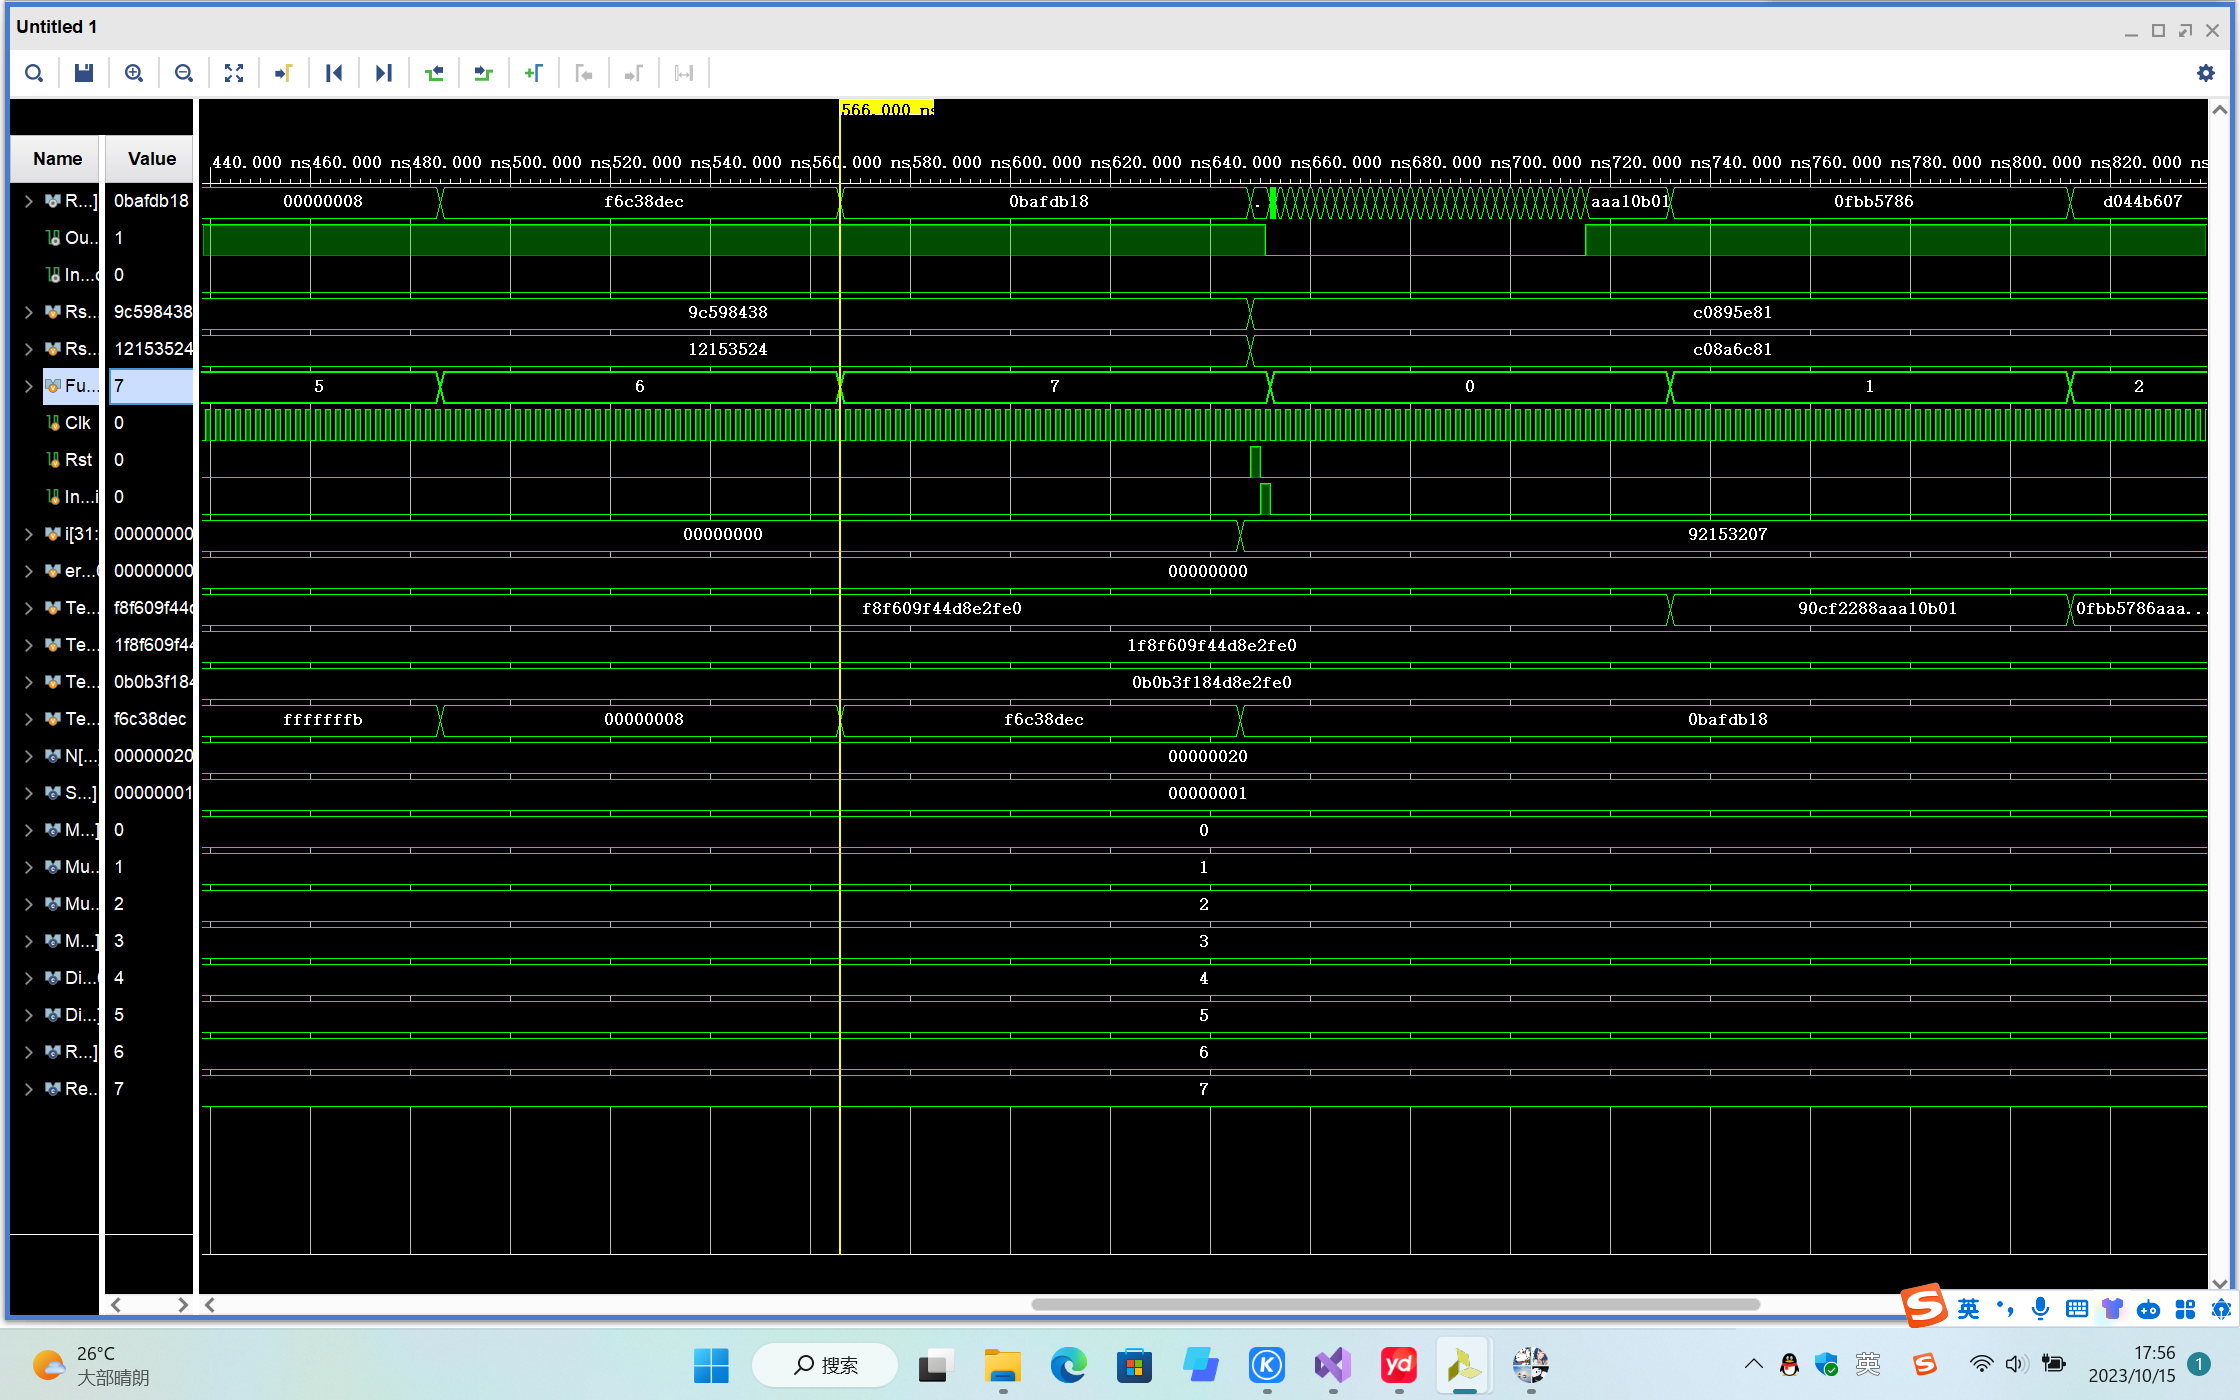 Untitled 1
566.000 ns
Name Value
440.000 ns 460.000 ns 480.000 ns 500.000 ns 520.000 ns 540.000 ns 560.000 ns 580.000 ns 600.000 ns 620.000 ns 640.000 ns 660.000 ns 680.000 ns 700.000 ns 720.000 ns 740.000 ns 760.000 ns 780.000 ns 800.000 ns 820.000 ns
R...] 0bafdb18 00000008 f6c38dec 0bafdb18 . aaa10b01 0fbb5786 d044b607
Ou... 1
In...c 0
Rs... 9c598438 9c598438 c0895e81
Rs... 12153524 12153524 c08a6c81
Fu... 7 5 6 7 0 1 2
Clk 0
Rst 0
In...i 0
i[31: 00000000 00000000 92153207
er... 00000000 00000000
Te... f8f609f44d f8f609f44d8e2fe0 90cf2288aaa10b01 0fbb5786aaa...
Te... 1f8f609f44 1f8f609f44d8e2fe0
Te... 0b0b3f184 0b0b3f184d8e2fe0
Te... f6c38dec fffffffb 00000008 f6c38dec 0bafdb18
N[... 00000020 00000020
S...] 00000001 00000001
M...] 0 0
Mu... 1 1
Mu... 2 2
M...] 3 3
Di... 4 4
Di... 5 5
R...] 6 6
Re... 7 7
英
26°C
大部晴朗
搜索
yd
英
17:56
2023/10/15
1